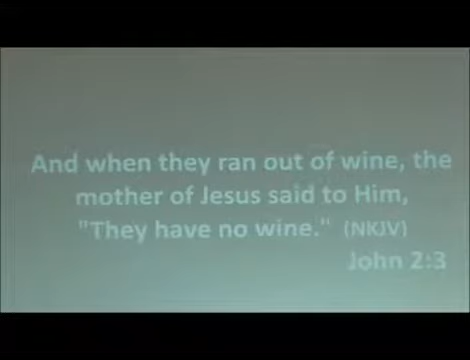 And when they ran out of wine, the
mother of Jesus said to Him,
"They have no wine." (NKJV)
John 2:3